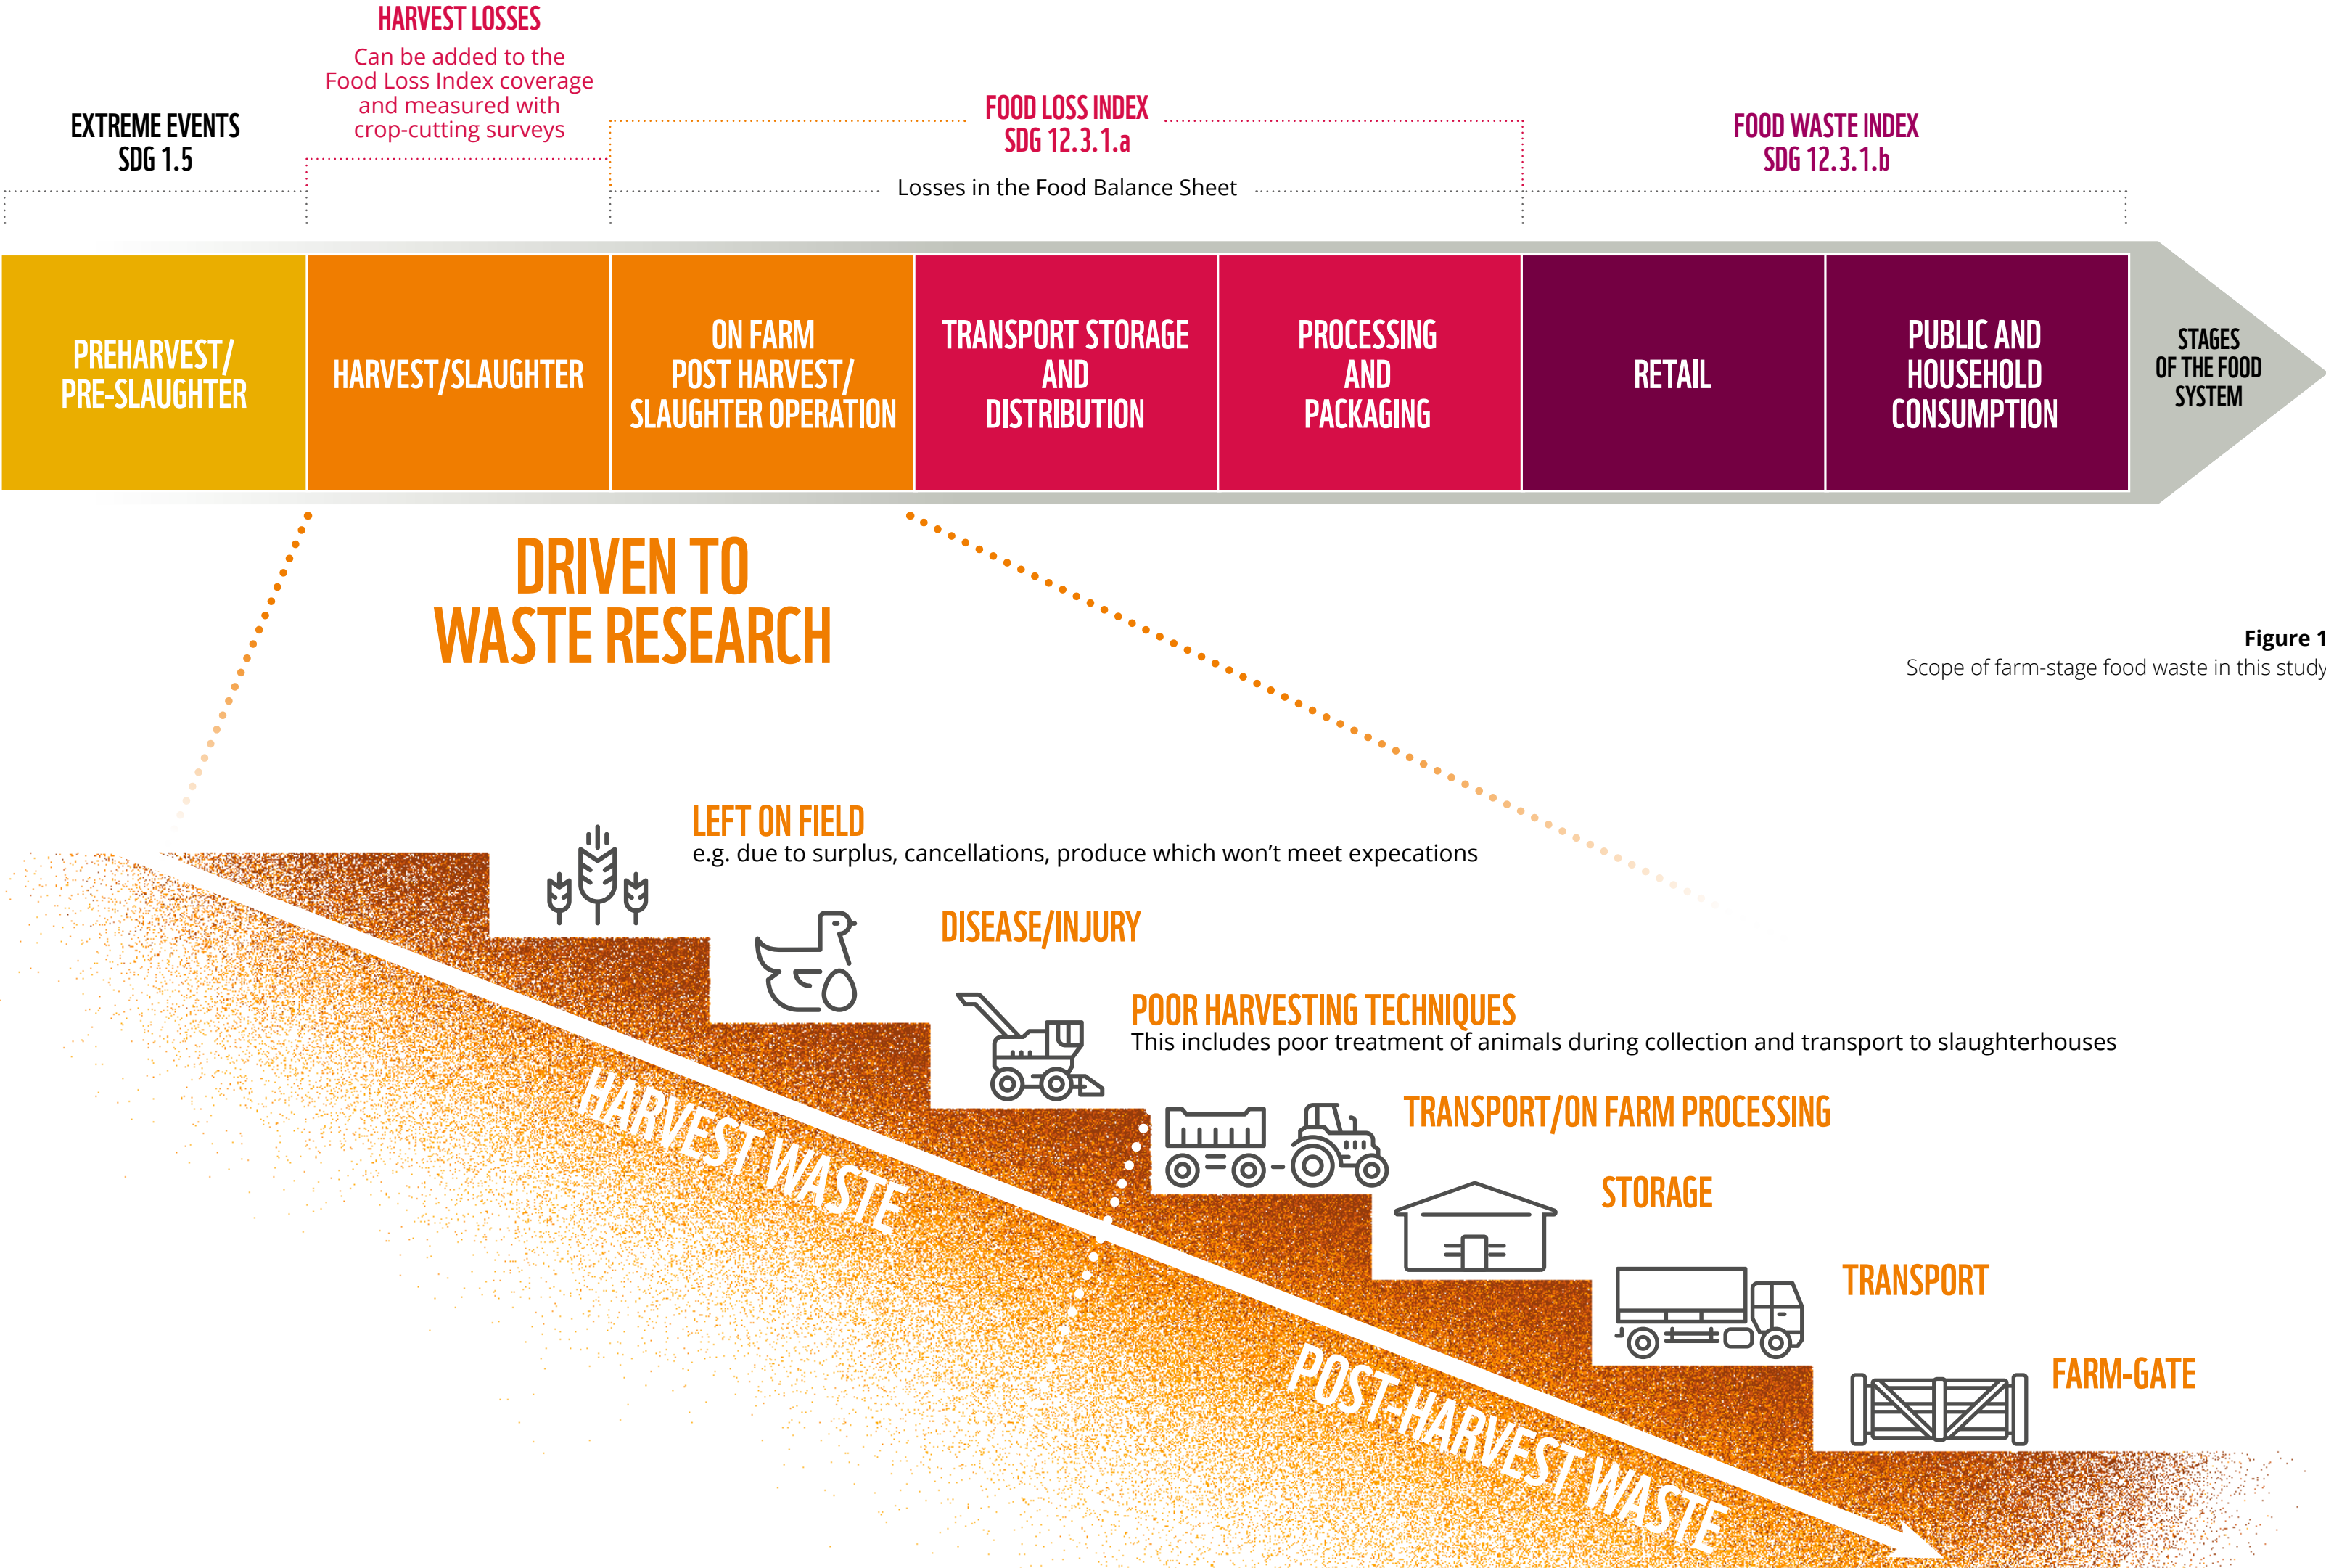 HARVEST LOSSES
Can be added to the
Food Loss Index coverage
and measured with
crop-cutting surveys
EXTREME EVENTS
SDG 1.5
FOOD LOSS INDEX
SDG 12.3.1.a
Losses in the Food Balance Sheet
FOOD WASTE INDEX
SDG 12.3.1.b
PREHARVEST/
PRE-SLAUGHTER
HARVEST/SLAUGHTER
ON FARM
POST HARVEST/
SLAUGHTER OPERATION
TRANSPORT STORAGE
AND
DISTRIBUTION
PROCESSING
AND
PACKAGING
RETAIL
PUBLIC AND
HOUSEHOLD
CONSUMPTION
STAGES
OF THE FOOD
SYSTEM
DRIVEN TO
WASTE RESEARCH
Figure 1
Scope of farm-stage food waste in this study
LEFT ON FIELD
e.g. due to surplus, cancellations, produce which won't meet expecations
DISEASE/INJURY
POOR HARVESTING TECHNIQUES
This includes poor treatment of animals during collection and transport to slaughterhouses
TRANSPORT/ON FARM PROCESSING
STORAGE
TRANSPORT
FARM-GATE
HARVEST WASTE
POST-HARVEST WASTE